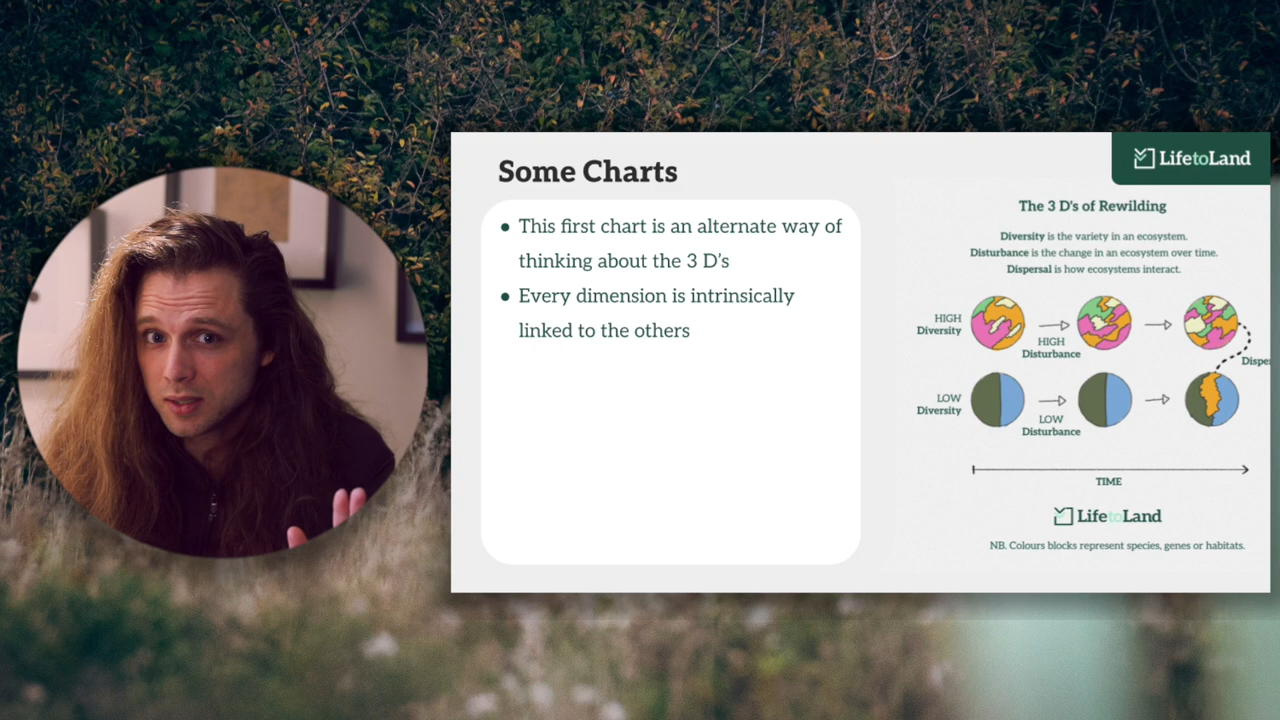 Some Charts
• This first chart is an alternate way of
thinking about the 3 D's
• Every dimension is intrinsically
linked to the others
LifetoLand
The 3 D's of Rewilding
Diversity is the variety in an ecosystem.
Disturbance is the change in an ecosystem over time.
Dispersal is how ecosystems interact.
HIGH
Diversity
HIGH
Disturbance
LOW
Diversity
LOW
Disturbance
TIME
LifetoLand
NB. Colours blocks represent species, genes or habitats.